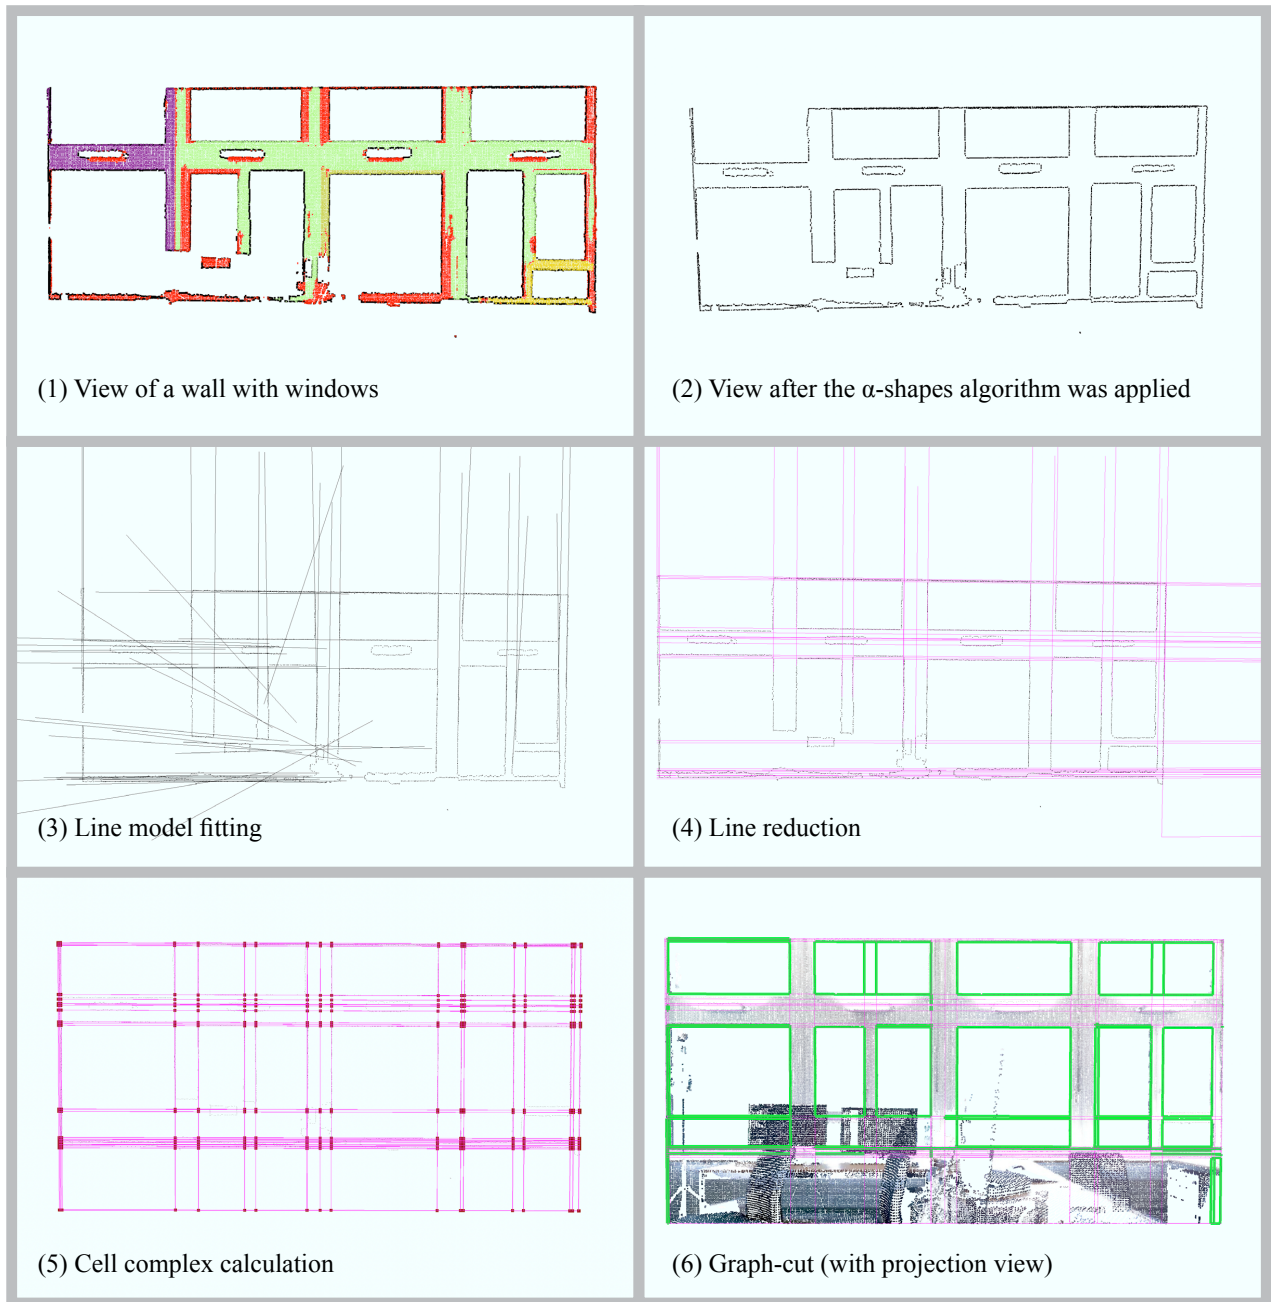 (1) View of a wall with windows
(2) View after the α-shapes algorithm was applied
(3) Line model fitting
(4) Line reduction
(5) Cell complex calculation
(6) Graph-cut (with projection view)